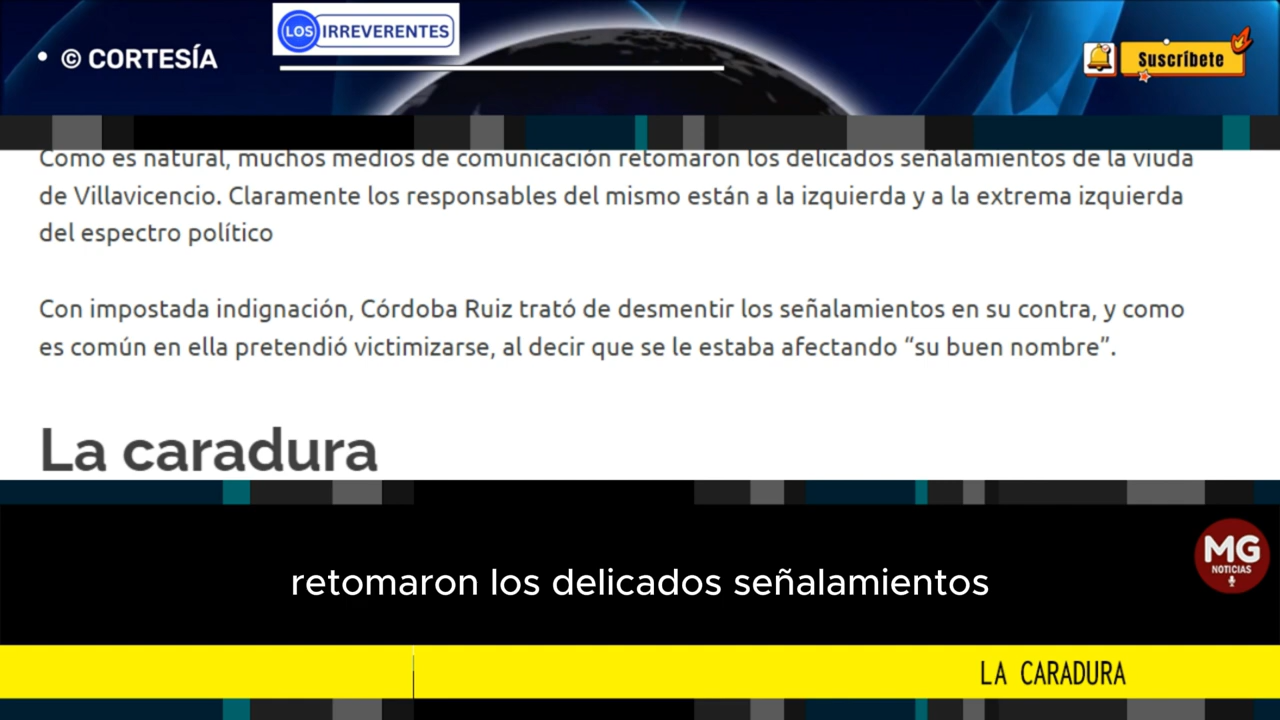 • © CORTESÍA
LOS IRREVERENTES
Suscríbete
Como es natural, muchos medios de comunicación retomaron los delicados señalamientos de la viuda
de Villavicencio. Claramente los responsables del mismo están a la izquierda y a la extrema izquierda
del espectro político
Con impostada indignación, Córdoba Ruiz trató de desmentir los señalamientos en su contra, y como
es común en ella pretendió victimizarse, al decir que se le estaba afectando “su buen nombre”.
La caradura
retomaron los delicados señalamientos
MG
NOTICIAS
LA CARADURA